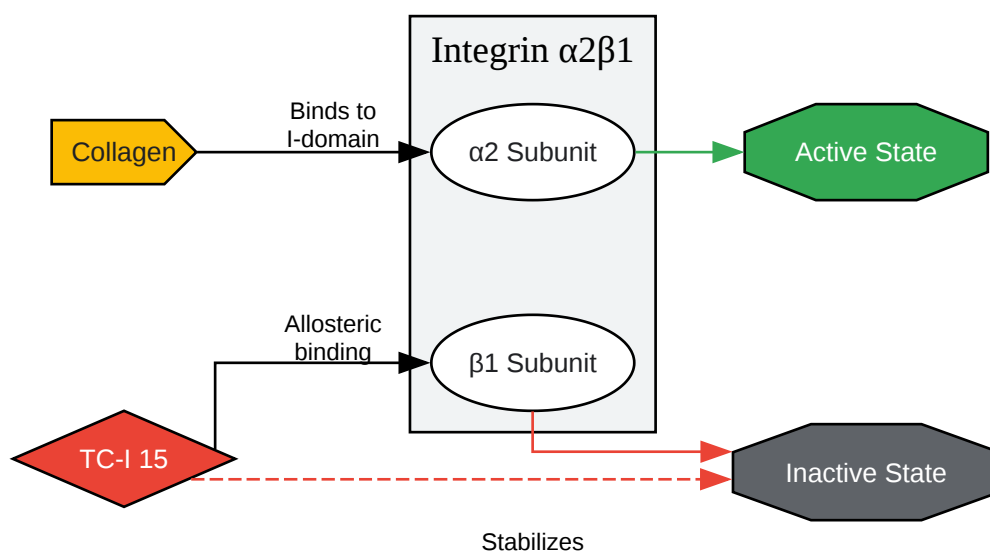 Integrin α2β1
Binds to
I-domain
Collagen
α2 Subunit
Active State
Allosteric
binding
β1 Subunit
TC-I 15
Inactive State
Stabilizes